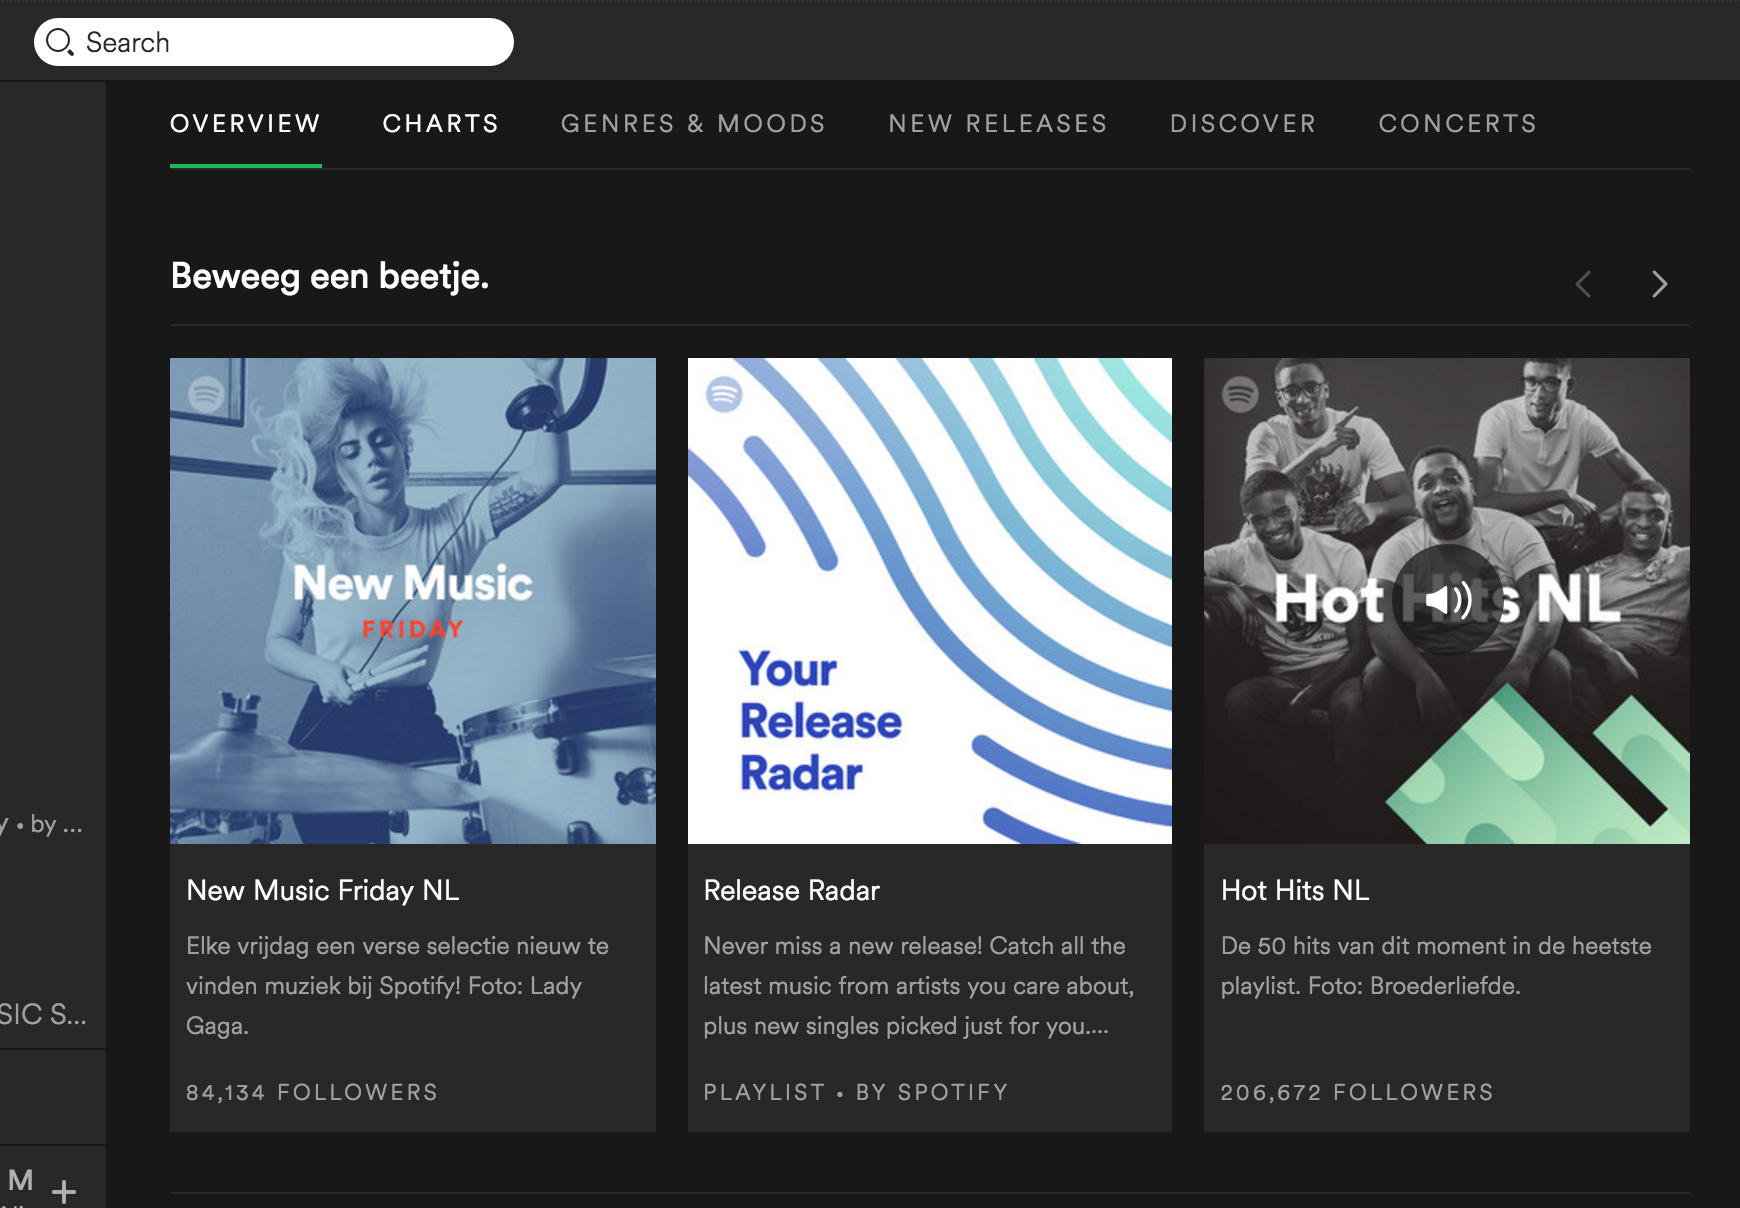 Search
OVERVIEW
CHARTS
GENRES & MOODS
NEW RELEASES
DISCOVER
CONCERTS
Beweeg een beetje.
New Music
FRIDAY
Your
Release
Radar
Hot Hits NL
New Music Friday NL
Elke vrijdag een verse selectie nieuw te
vinden muziek bij Spotify! Foto: Lady
Gaga.
84,134 FOLLOWERS
Release Radar
Never miss a new release! Catch all the
latest music from artists you care about,
plus new singles picked just for you....
PLAYLIST • BY SPOTIFY
Hot Hits NL
De 50 hits van dit moment in de heetste
playlist. Foto: Broederliefde.
206,672 FOLLOWERS
y • by ...
SIC S...
M